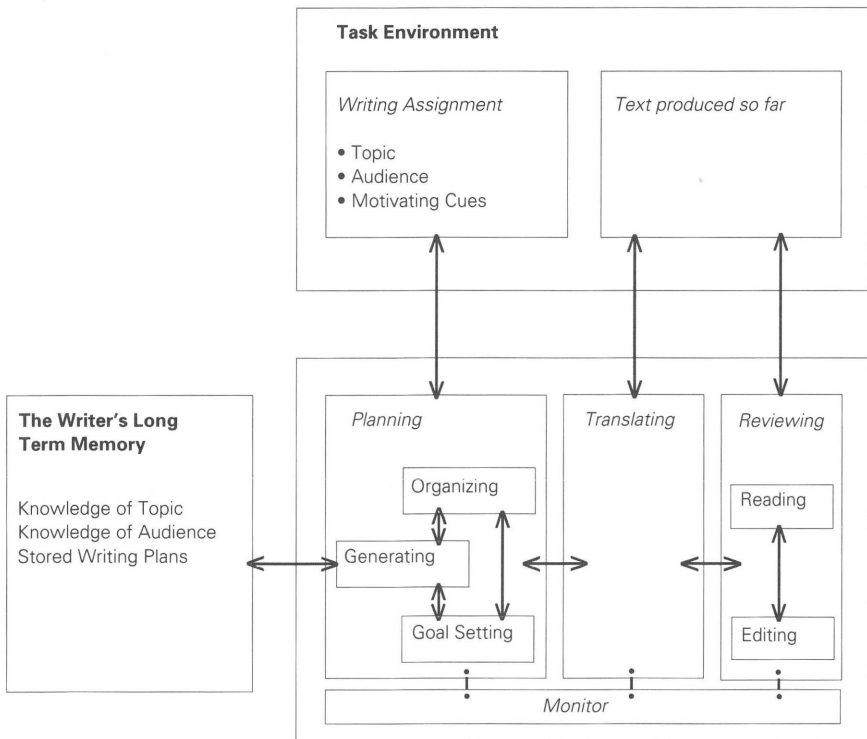 Task Environment
Writing Assignment
• Topic
• Audience
• Motivating Cues
Text produced so far
The Writer's Long
Term Memory
Knowledge of Topic
Knowledge of Audience
Stored Writing Plans
Planning
Organizing
Generating
Goal Setting
Translating
Reviewing
Reading
Editing
Monitor